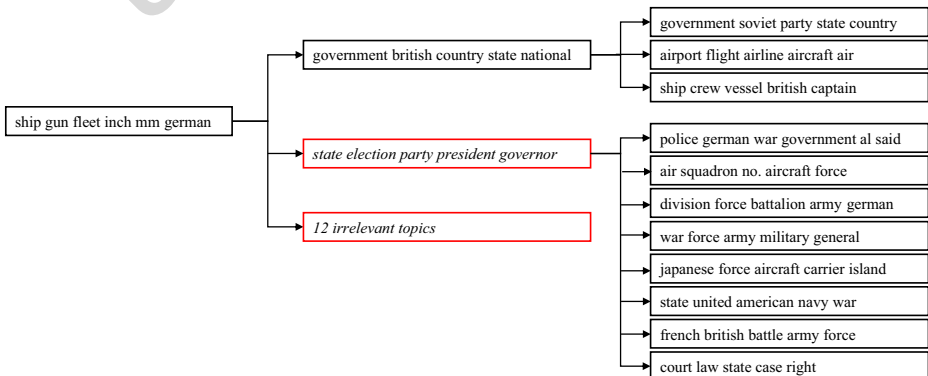 ship gun fleet inch mm german
government british country state national
state election party president governor
12 irrelevant topics
government soviet party state country
airport flight airline aircraft air
ship crew vessel british captain
police german war government al said
air squadron no. aircraft force
division force battalion army german
war force army military general
japanese force aircraft carrier island
state united american navy war
french british battle army force
court law state case right